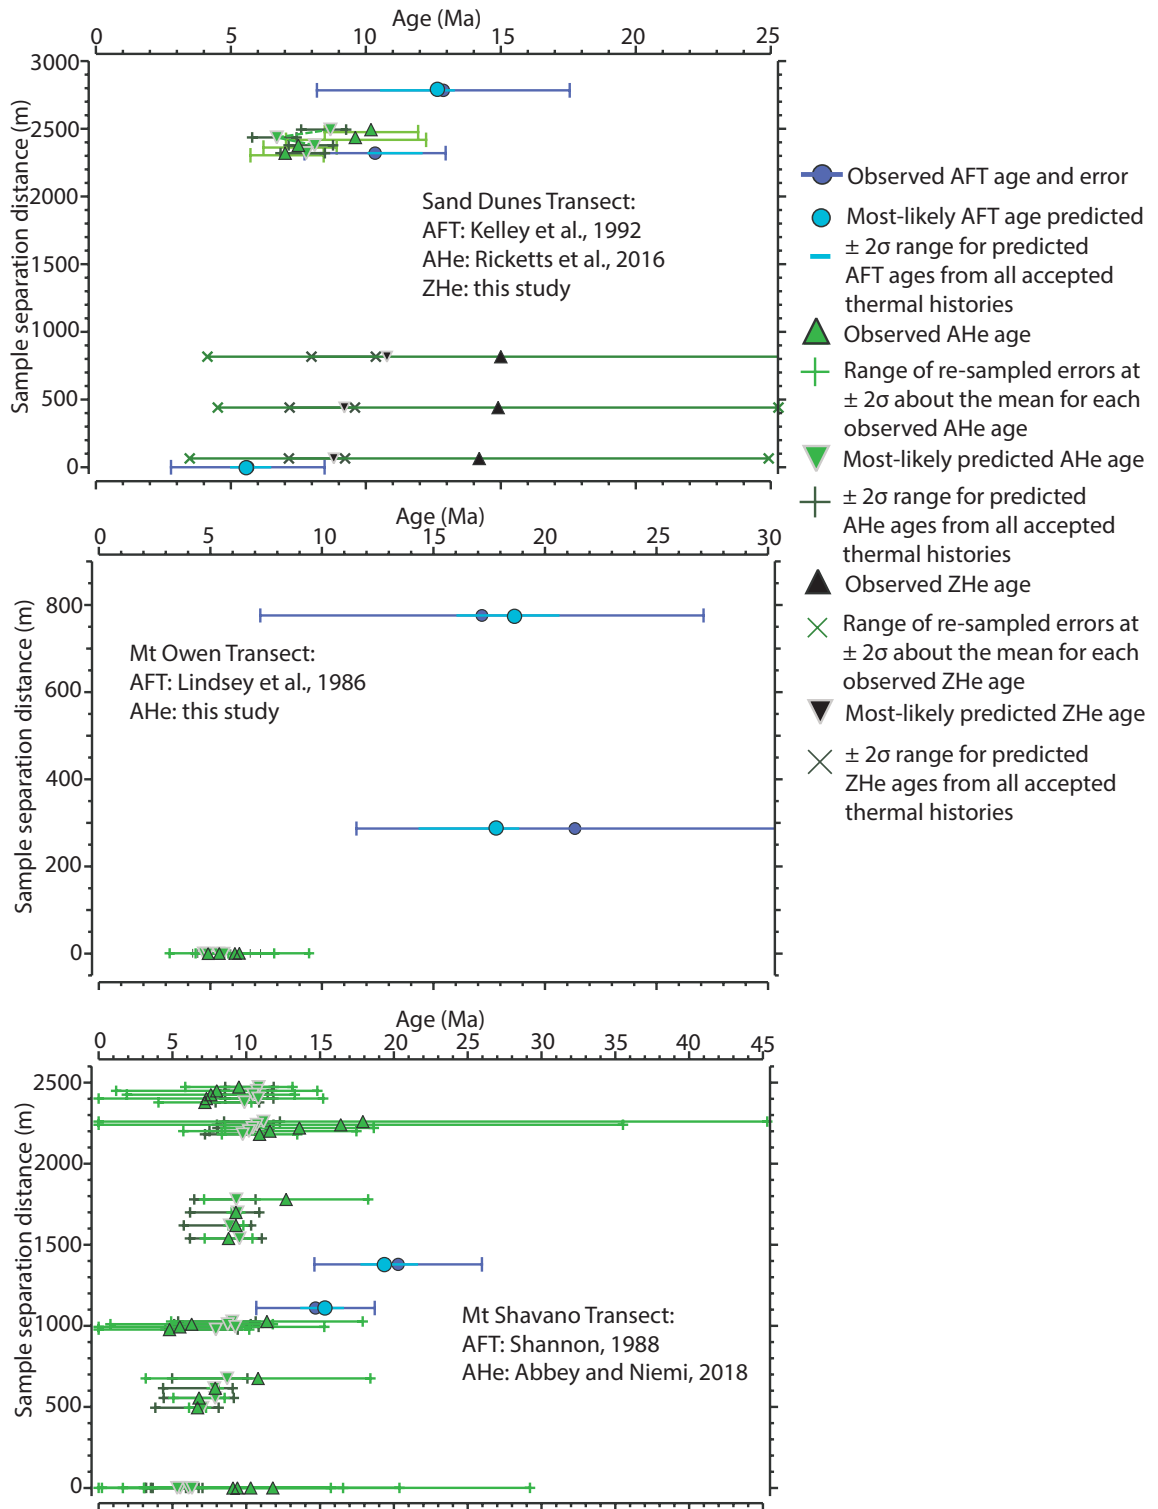 Age (Ma)
0 5 10 15 20 25
Sample separation distance (m)
3000
2500
2000
1500
1000
500
0
Sand Dunes Transect:
AFT: Kelley et al., 1992
AHe: Ricketts et al., 2016
ZHe: this study
Observed AFT age and error
Most-likely AFT age predicted
± 2σ range for predicted
AFT ages from all accepted
thermal histories
Observed AHe age
Range of re-sampled errors at
± 2σ about the mean for each
observed AHe age
Most-likely predicted AHe age
± 2σ range for predicted
AHe ages from all accepted
thermal histories
Observed ZHe age
Range of re-sampled errors at
± 2σ about the mean for each
observed ZHe age
Most-likely predicted ZHe age
± 2σ range for predicted
ZHe ages from all accepted
thermal histories
Age (Ma)
0 5 10 15 20 25 30
Sample separation distance (m)
800
600
400
200
0
Mt Owen Transect:
AFT: Lindsey et al., 1986
AHe: this study
Age (Ma)
0 5 10 15 20 25 30 35 40 45
Sample separation distance (m)
2500
2000
1500
1000
500
0
Mt Shavano Transect:
AFT: Shannon, 1988
AHe: Abbey and Niemi, 2018